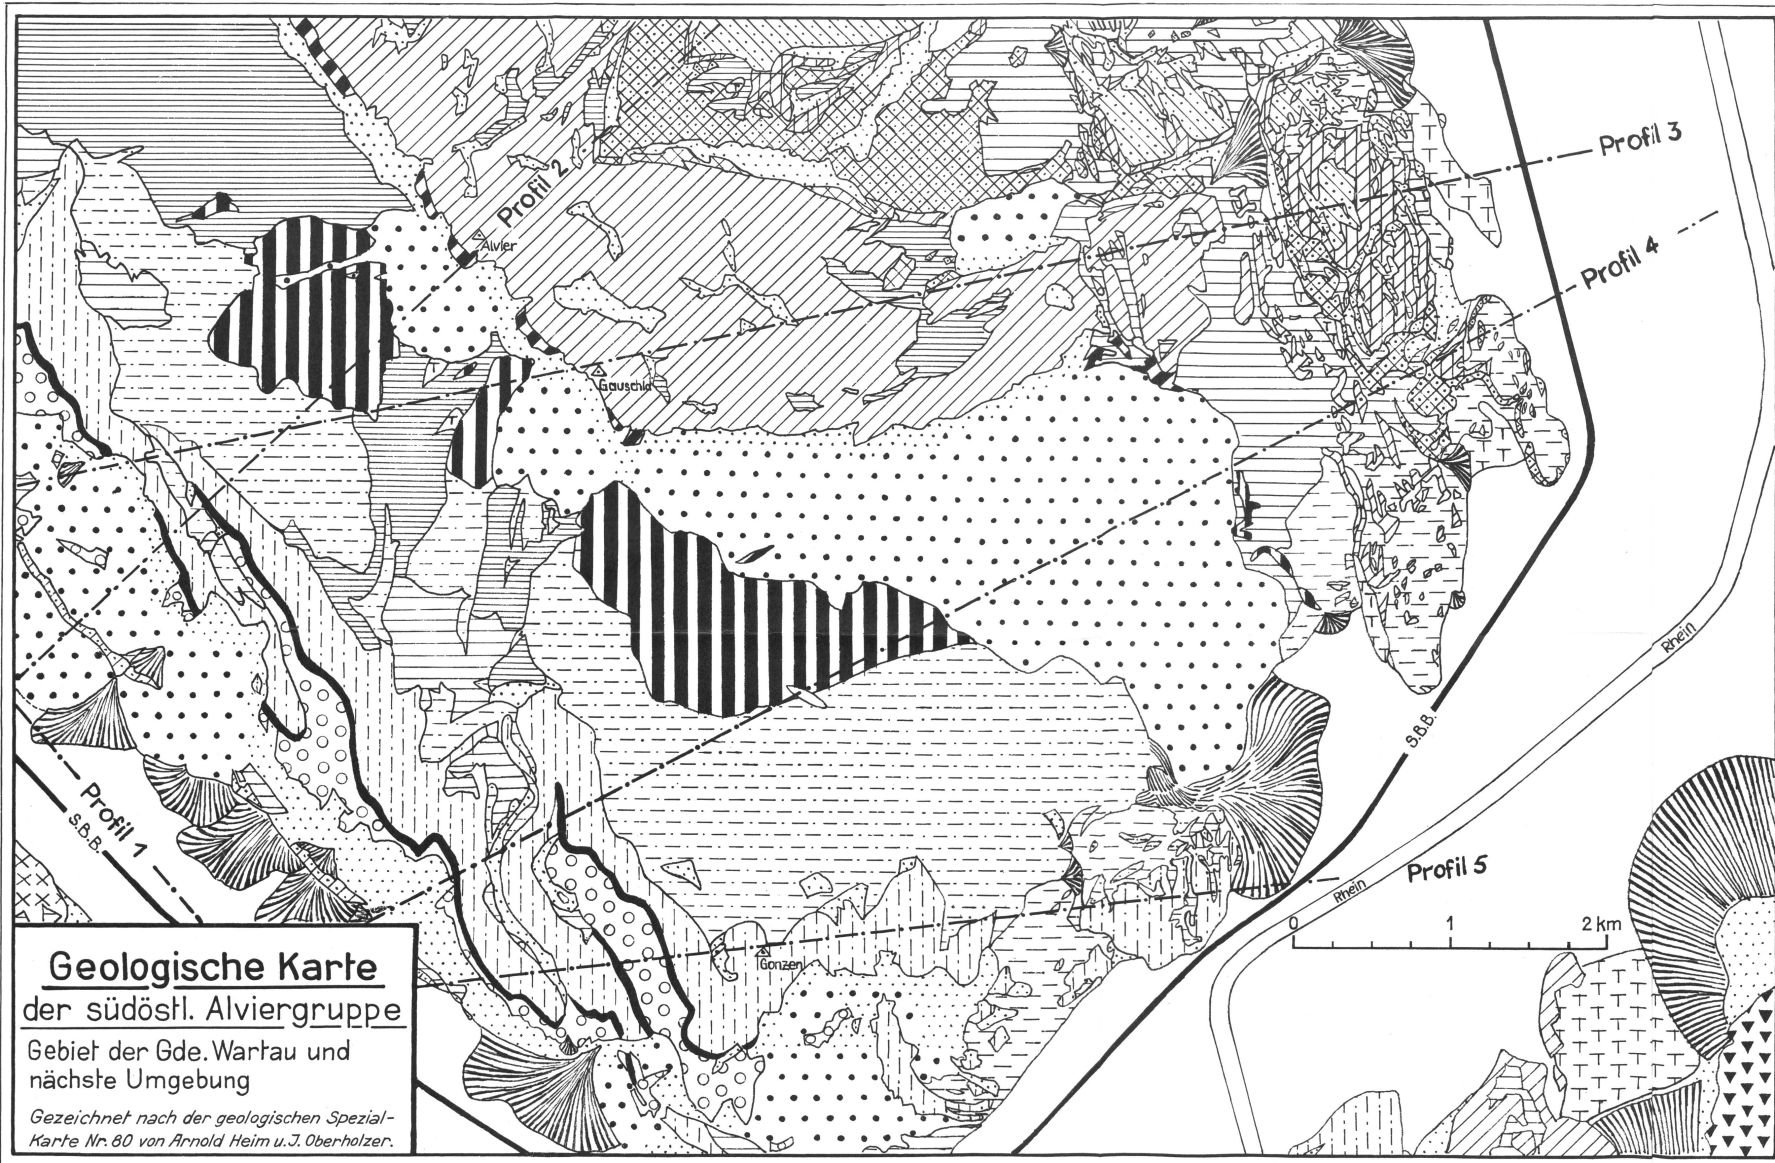 Profil 3
Profil 2
Alvier
Profil 4
Gauschla
Rhein
S.B.B.
Profil 1
S.B.B.
Profil 5
Rhein
0 1 2 km
Gonzen
Geologische Karte
der südöstl. Alviergruppe
Gebiet der Gde. Wartau und
nächste Umgebung
Gezeichnet nach der geologischen Spezial-
Karte Nr. 80 von Arnold Heim u. J. Oberholzer.